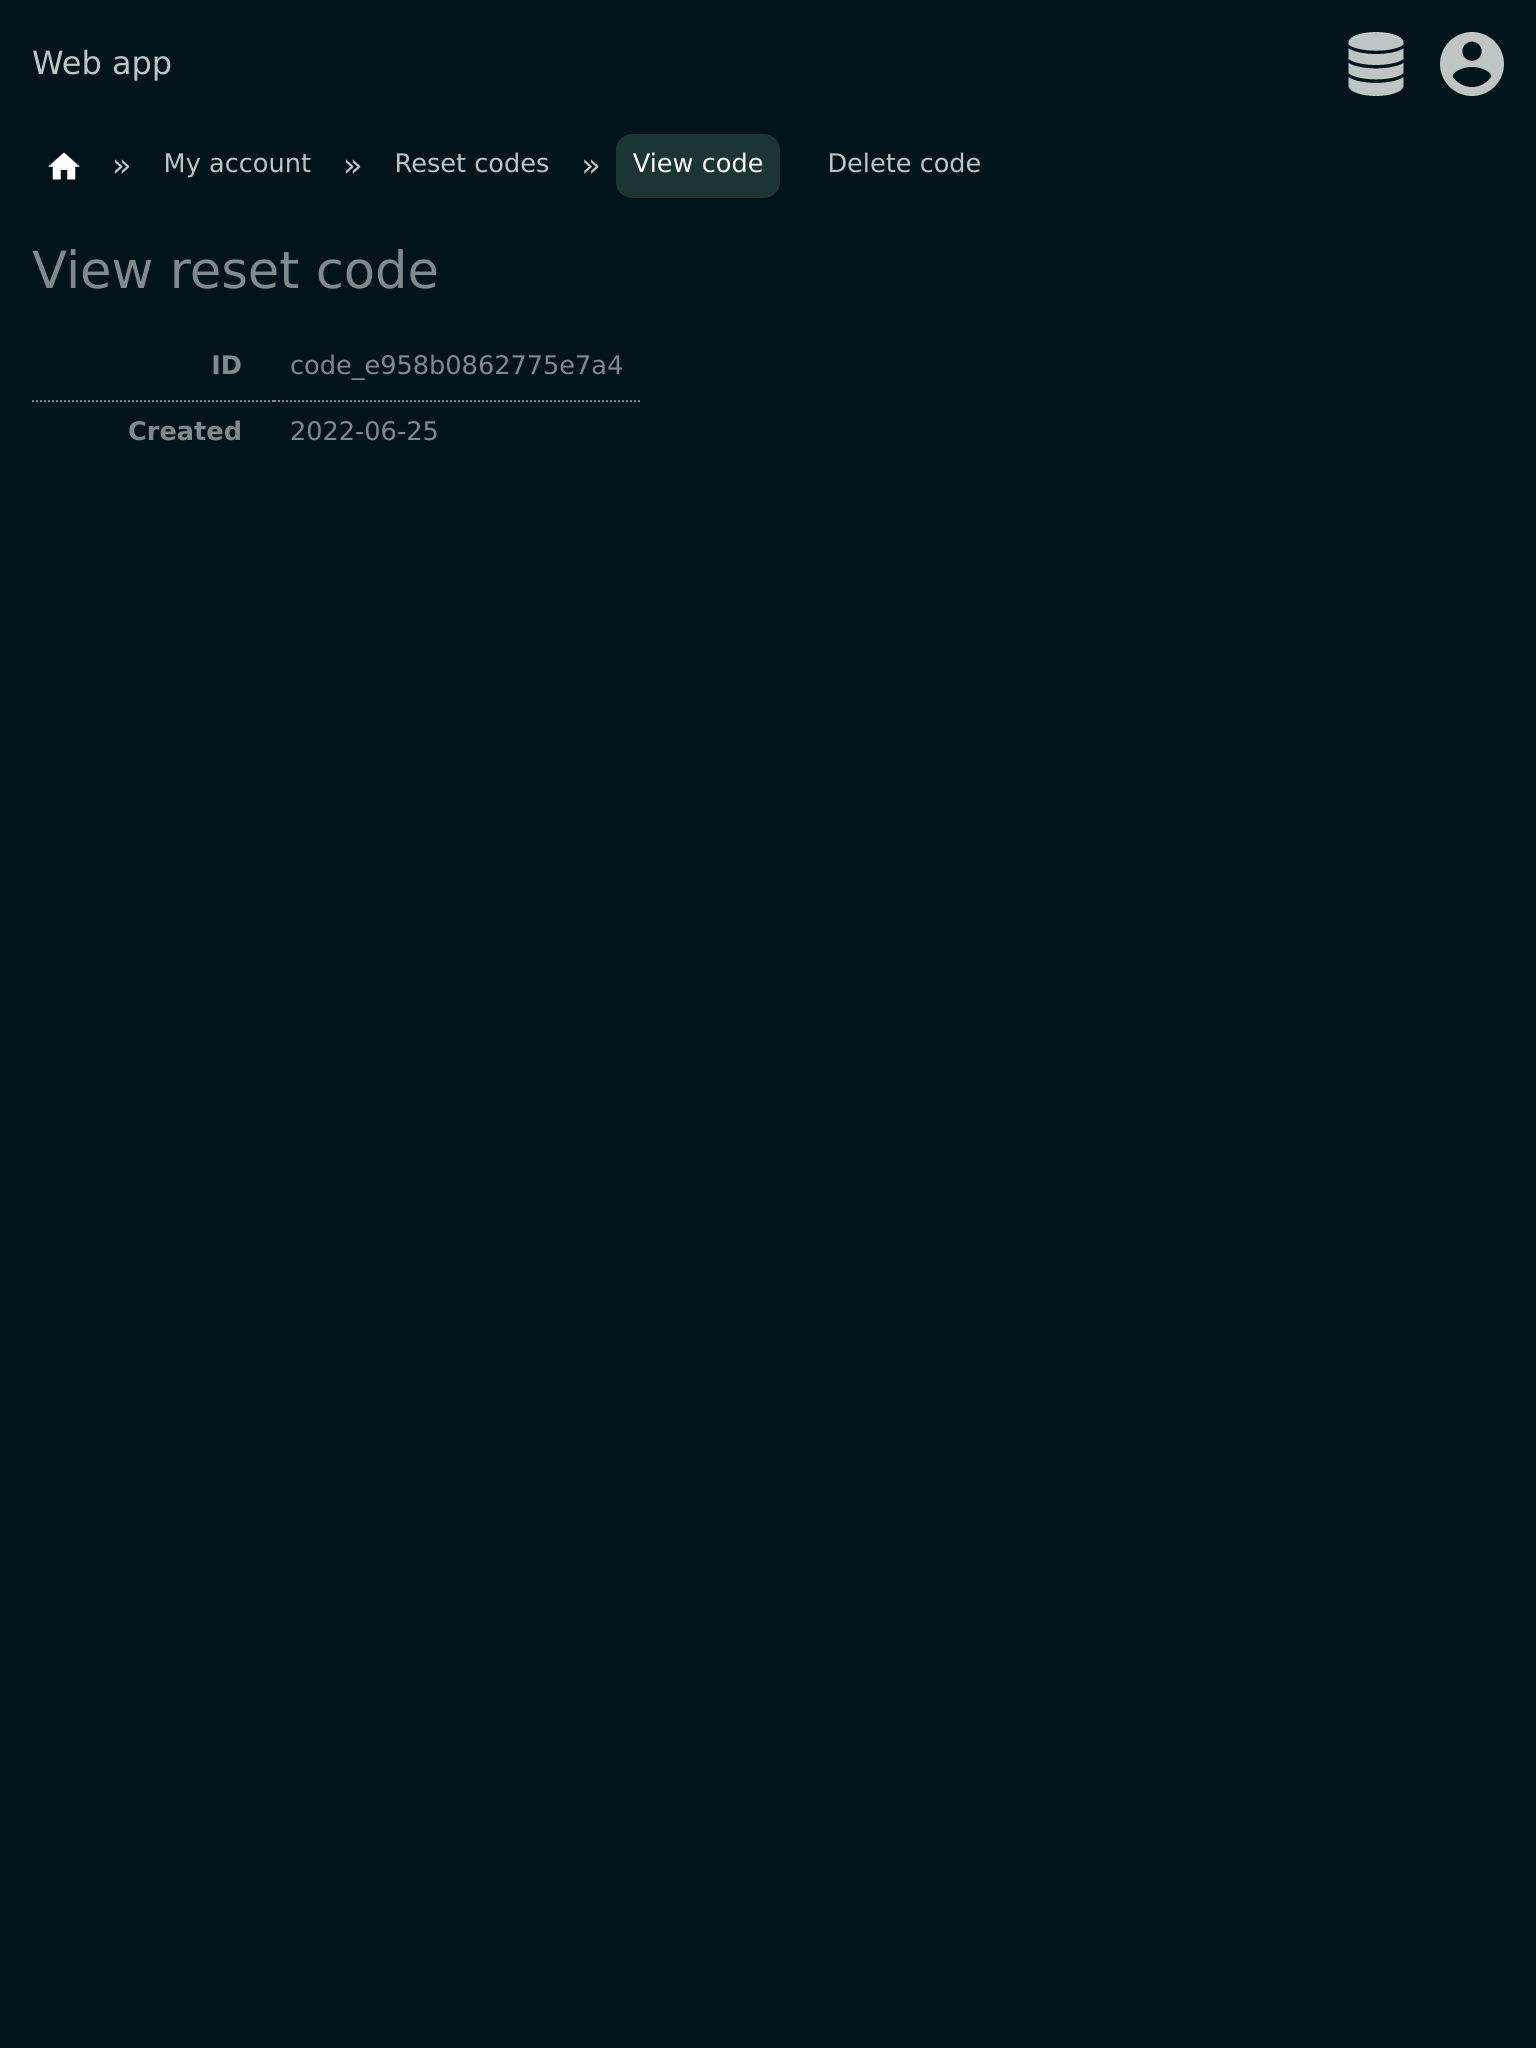 Web app
» My account » Reset codes » View code Delete code
View reset code
ID code_e958b0862775e7a4
Created 2022-06-25